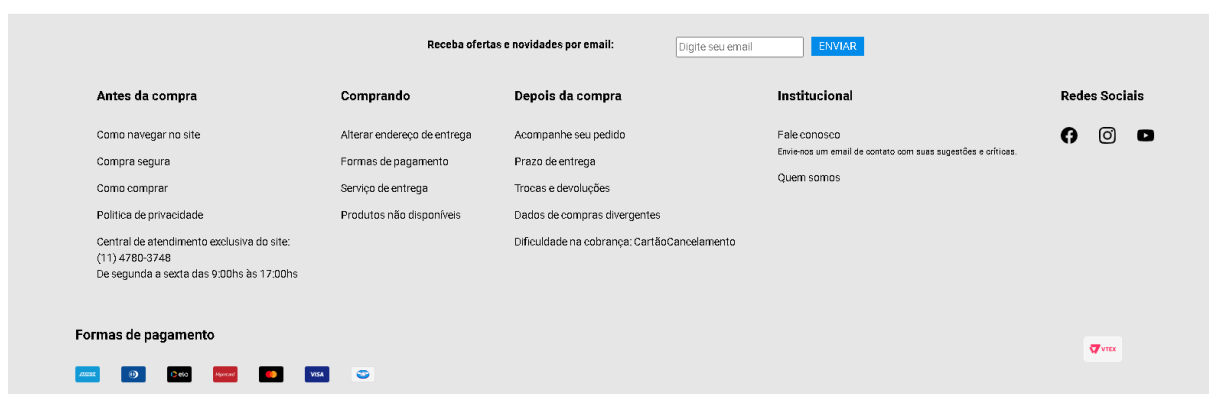 Receba ofertas e novidades por email:
Digite seu email
ENVIAR
Antes da compra
Como navegar no site
Compra segura
Como comprar
Politica de privacidade
Central de atendimento exclusiva do site:
(11) 4780-3748
De segunda a sexta das 9:00hs às 17:00hs
Comprando
Alterar endereço de entrega
Formas de pagamento
Serviço de entrega
Produtos não disponíveis
Depois da compra
Acompanhe seu pedido
Prazo de entrega
Trocas e devoluções
Dados de compras divergentes
Dificuldade na cobrança: CartãoCancelamento
Institucional
Fale conosco
Envie-nos um email de contato com suas sugestões e críticas.
Quem somos
Redes Sociais
Formas de pagamento
elo
Hipercard
VISA
VTEX